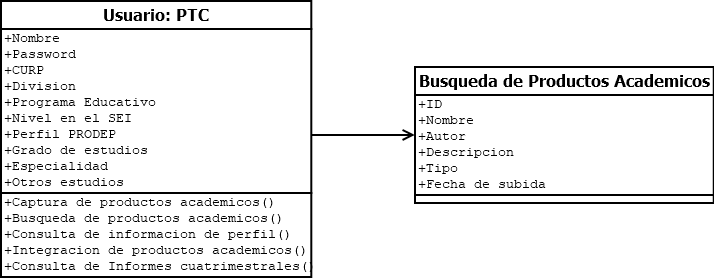 Usuario: PTC
+Nombre
+Password
+CURP
+Division
+Programa Educativo
+Nivel en el SEI
+Perfil PRODEP
+Grado de estudios
+Especialidad
+Otros estudios
+Captura de productos academicos()
+Busqueda de productos academicos()
+Consulta de informacion de perfil()
+Integracion de productos academicos()
+Consulta de Informes cuatrimestrales()
Busqueda de Productos Academicos
+ID
+Nombre
+Autor
+Descripcion
+Tipo
+Fecha de subida